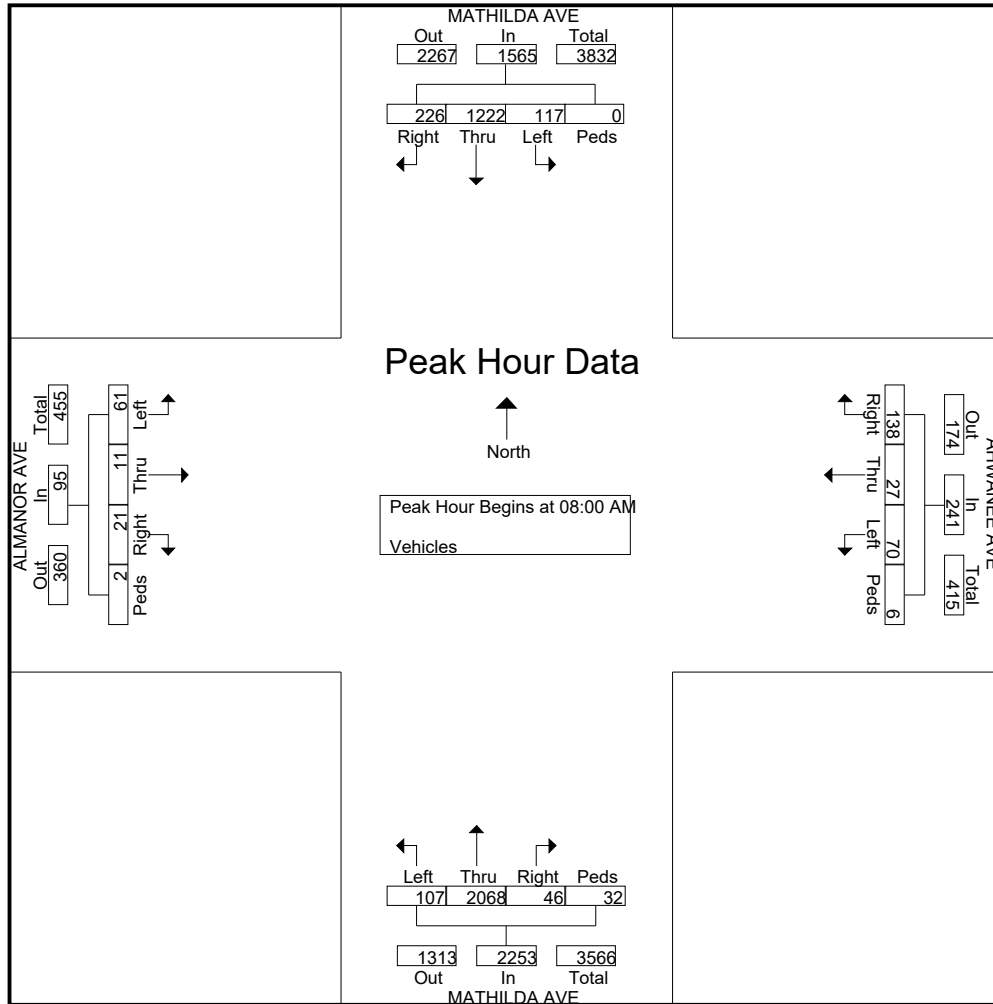 MATHILDA AVE
Out In Total
2267 1565 3832
226 1222 117 0
Right Thru Left Peds
Peak Hour Data
North
Peak Hour Begins at 08:00 AM
Vehicles
ALMANOR AVE
Out In Total
360 95 455
2 21 11 61
Peds Right Thru Left
AHWANEE AVE
Out In Total
174 241 415
138 27 70 6
Right Thru Left Peds
Left Thru Right Peds
107 2068 46 32
1313 2253 3566
Out In Total
MATHILDA AVE